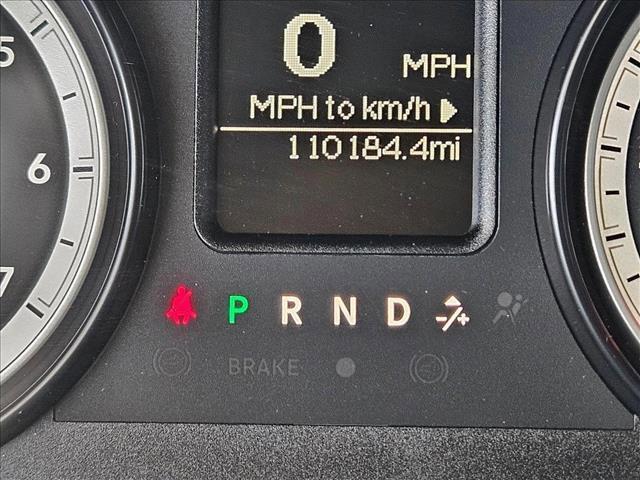 0 MPH
MPH to km/h
110184.4mi
5
6
7
P R N D -/+
BRAKE